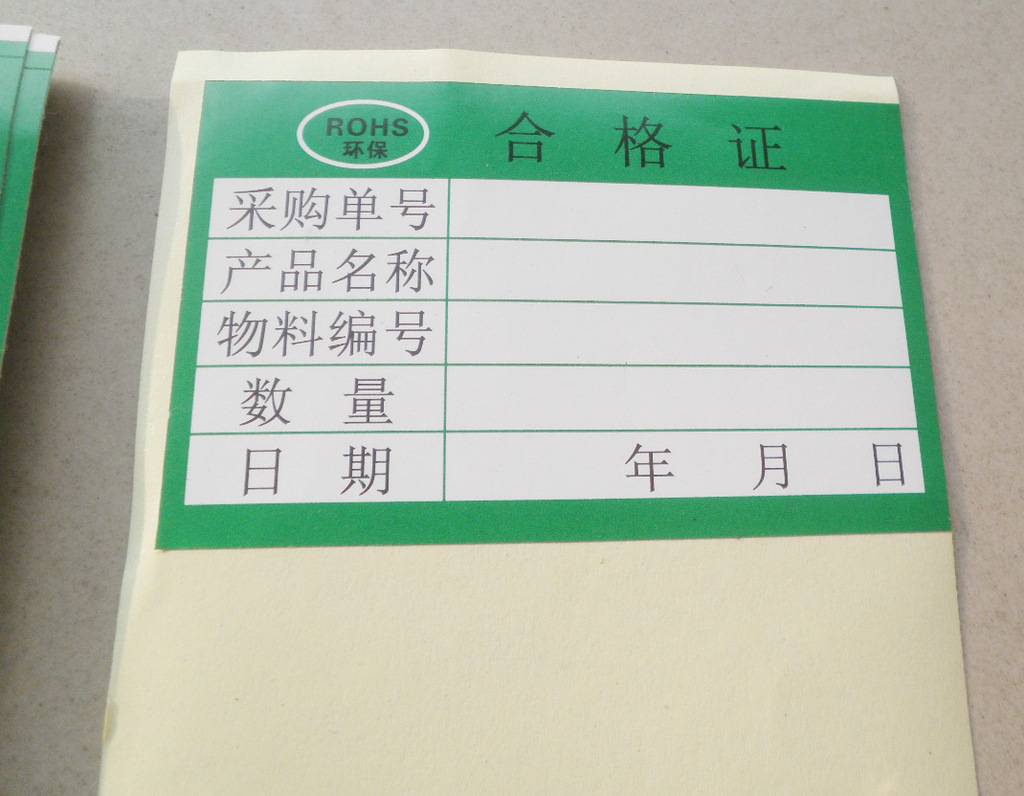 ROHS
环保
合格证
采购单号
产品名称
物料编号
数量
日期 年 月 日